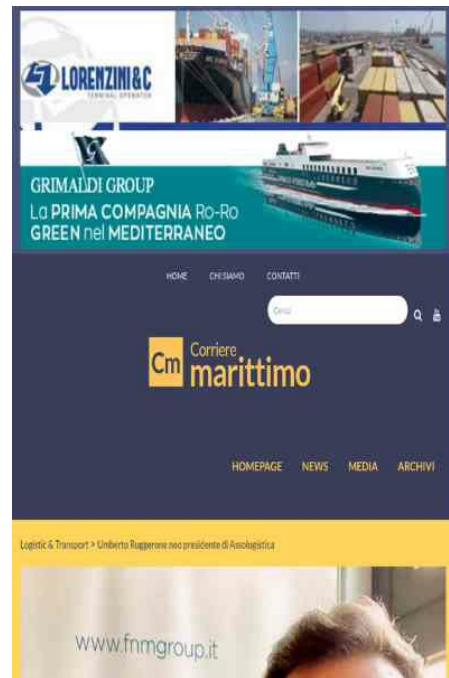 LORENZINI & C
TERMINAL OPERATOR
GRIMALDI GROUP
La PRIMA COMPAGNIA Ro-Ro
GREEN nel MEDITERRANEO
HOME CHI SIAMO CONTATTI
Cerca
Cm Corriere
marittimo
HOMEPAGE NEWS MEDIA ARCHIVI
Logistic & Transport > Umberto Ruggerone neo presidente di Assologistica
www.fnmgroup.it